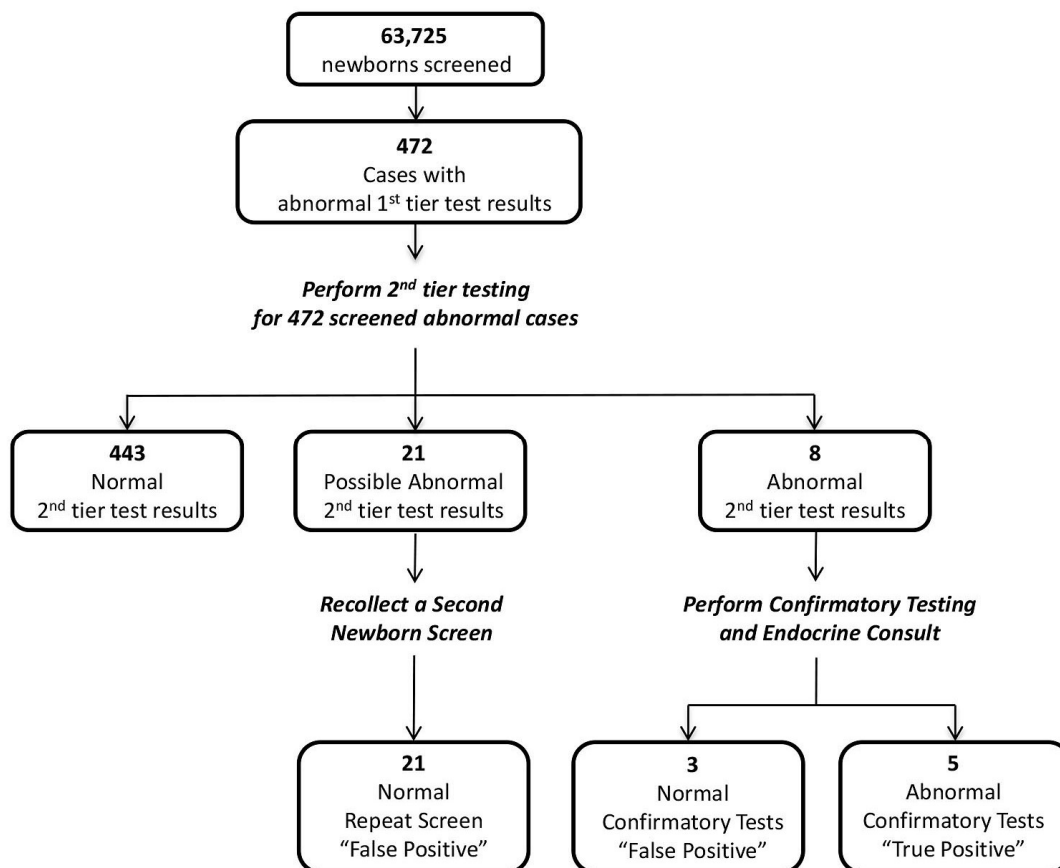 63,725
newborns screened
472
Cases with
abnormal 1st tier test results
Perform 2nd tier testing
for 472 screened abnormal cases
443
Normal
2nd tier test results
21
Possible Abnormal
2nd tier test results
8
Abnormal
2nd tier test results
Recollect a Second
Newborn Screen
Perform Confirmatory Testing
and Endocrine Consult
21
Normal
Repeat Screen
“False Positive”
3
Normal
Confirmatory Tests
“False Positive”
5
Abnormal
Confirmatory Tests
“True Positive”